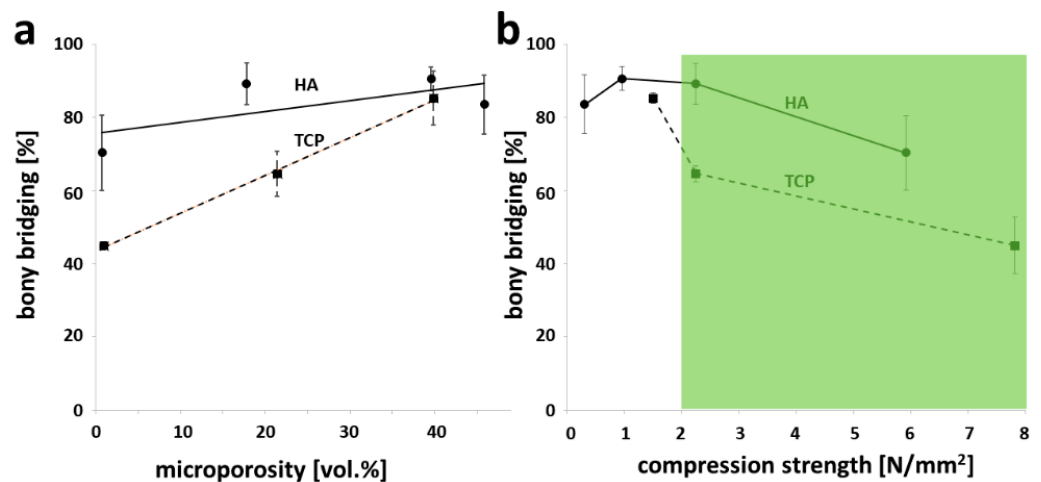 a
100
80
60
40
20
0
bony bridging [%]
HA
TCP
0
10
20
30
40
microporosity [vol.%]
b
100
80
60
40
20
0
bony bridging [%]
HA
TCP
0 1 2 3 4 5 6 7 8
compression strength [N/mm²]